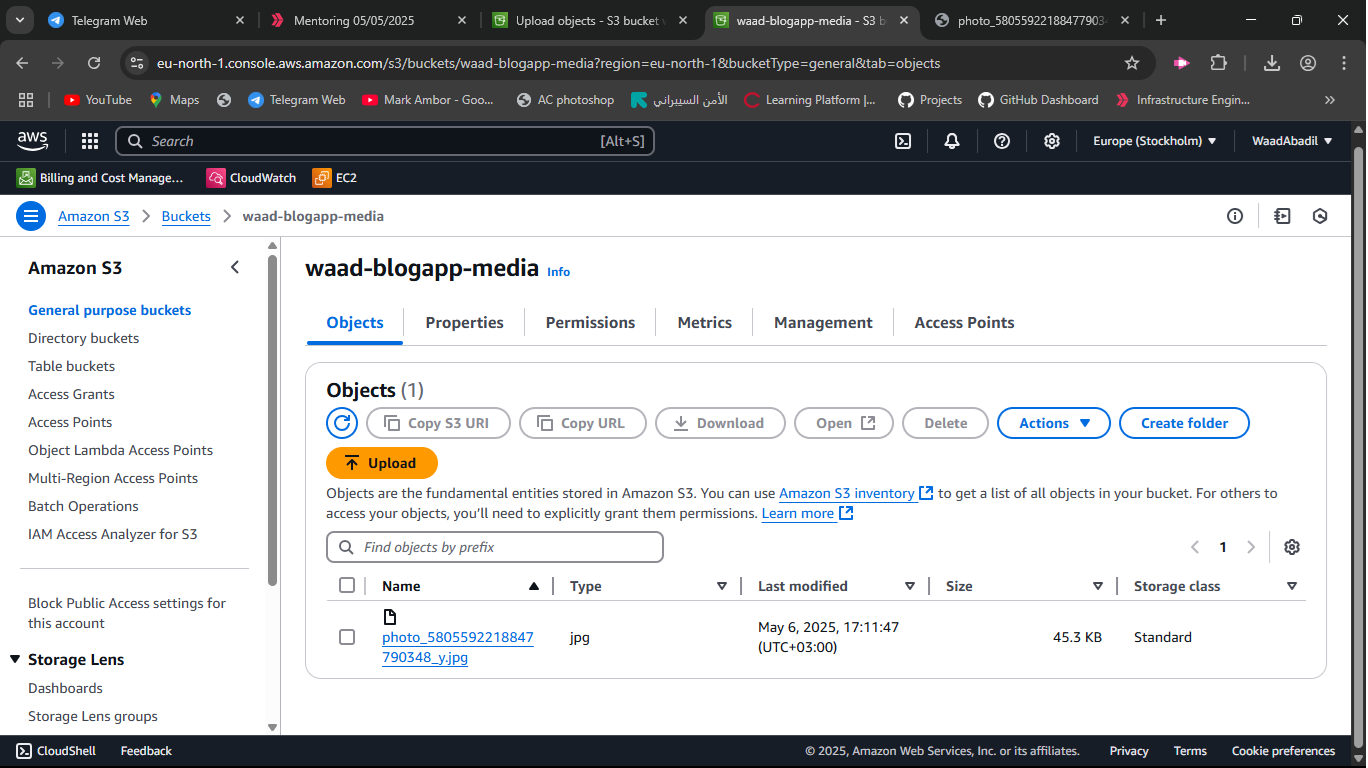 Telegram Web
Mentoring 05/05/2025
Upload objects - S3 bucket
waad-blogapp-media - S3 b
photo_580559221884779034
eu-north-1.console.aws.amazon.com/s3/buckets/waad-blogapp-media?region=eu-north-1&bucketType=general&tab=objects
YouTube
Maps
Telegram Web
Mark Ambor - Goo...
AC photoshop
الأمن السيبراني
Learning Platform |...
Projects
GitHub Dashboard
Infrastructure Engin...
aws
Search
[Alt+S]
Europe (Stockholm)
WaadAbadil
Billing and Cost Manage...
CloudWatch
EC2
Amazon S3
Buckets
waad-blogapp-media
Amazon S3
General purpose buckets
Directory buckets
Table buckets
Access Grants
Access Points
Object Lambda Access Points
Multi-Region Access Points
Batch Operations
IAM Access Analyzer for S3
Block Public Access settings for
this account
Storage Lens
Dashboards
Storage Lens groups
waad-blogapp-media Info
Objects
Properties
Permissions
Metrics
Management
Access Points
Objects (1)
Copy S3 URI
Copy URL
Download
Open
Delete
Actions
Create folder
Upload
Objects are the fundamental entities stored in Amazon S3. You can use Amazon S3 inventory to get a list of all objects in your bucket. For others to
access your objects, you’ll need to explicitly grant them permissions. Learn more
Find objects by prefix
1
Name
Type
Last modified
Size
Storage class
photo_5805592218847
790348_y.jpg
jpg
May 6, 2025, 17:11:47
(UTC+03:00)
45.3 KB
Standard
CloudShell
Feedback
© 2025, Amazon Web Services, Inc. or its affiliates.
Privacy
Terms
Cookie preferences